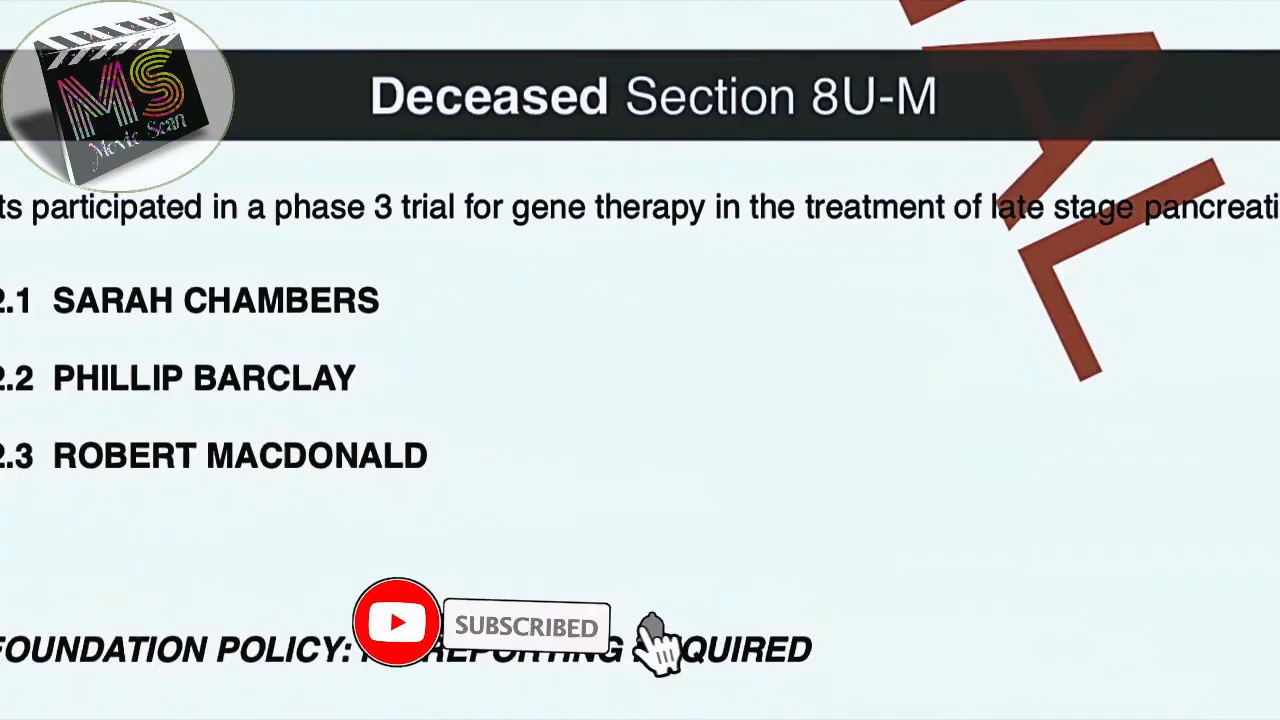 MS
Movie Scan
Deceased Section 8U-M
ts participated in a phase 3 trial for gene therapy in the treatment of late stage pancreati
2.1 SARAH CHAMBERS
2.2 PHILLIP BARCLAY
2.3 ROBERT MACDONALD
SUBSCRIBED
FOUNDATION POLICY: REPORTING QUIRED